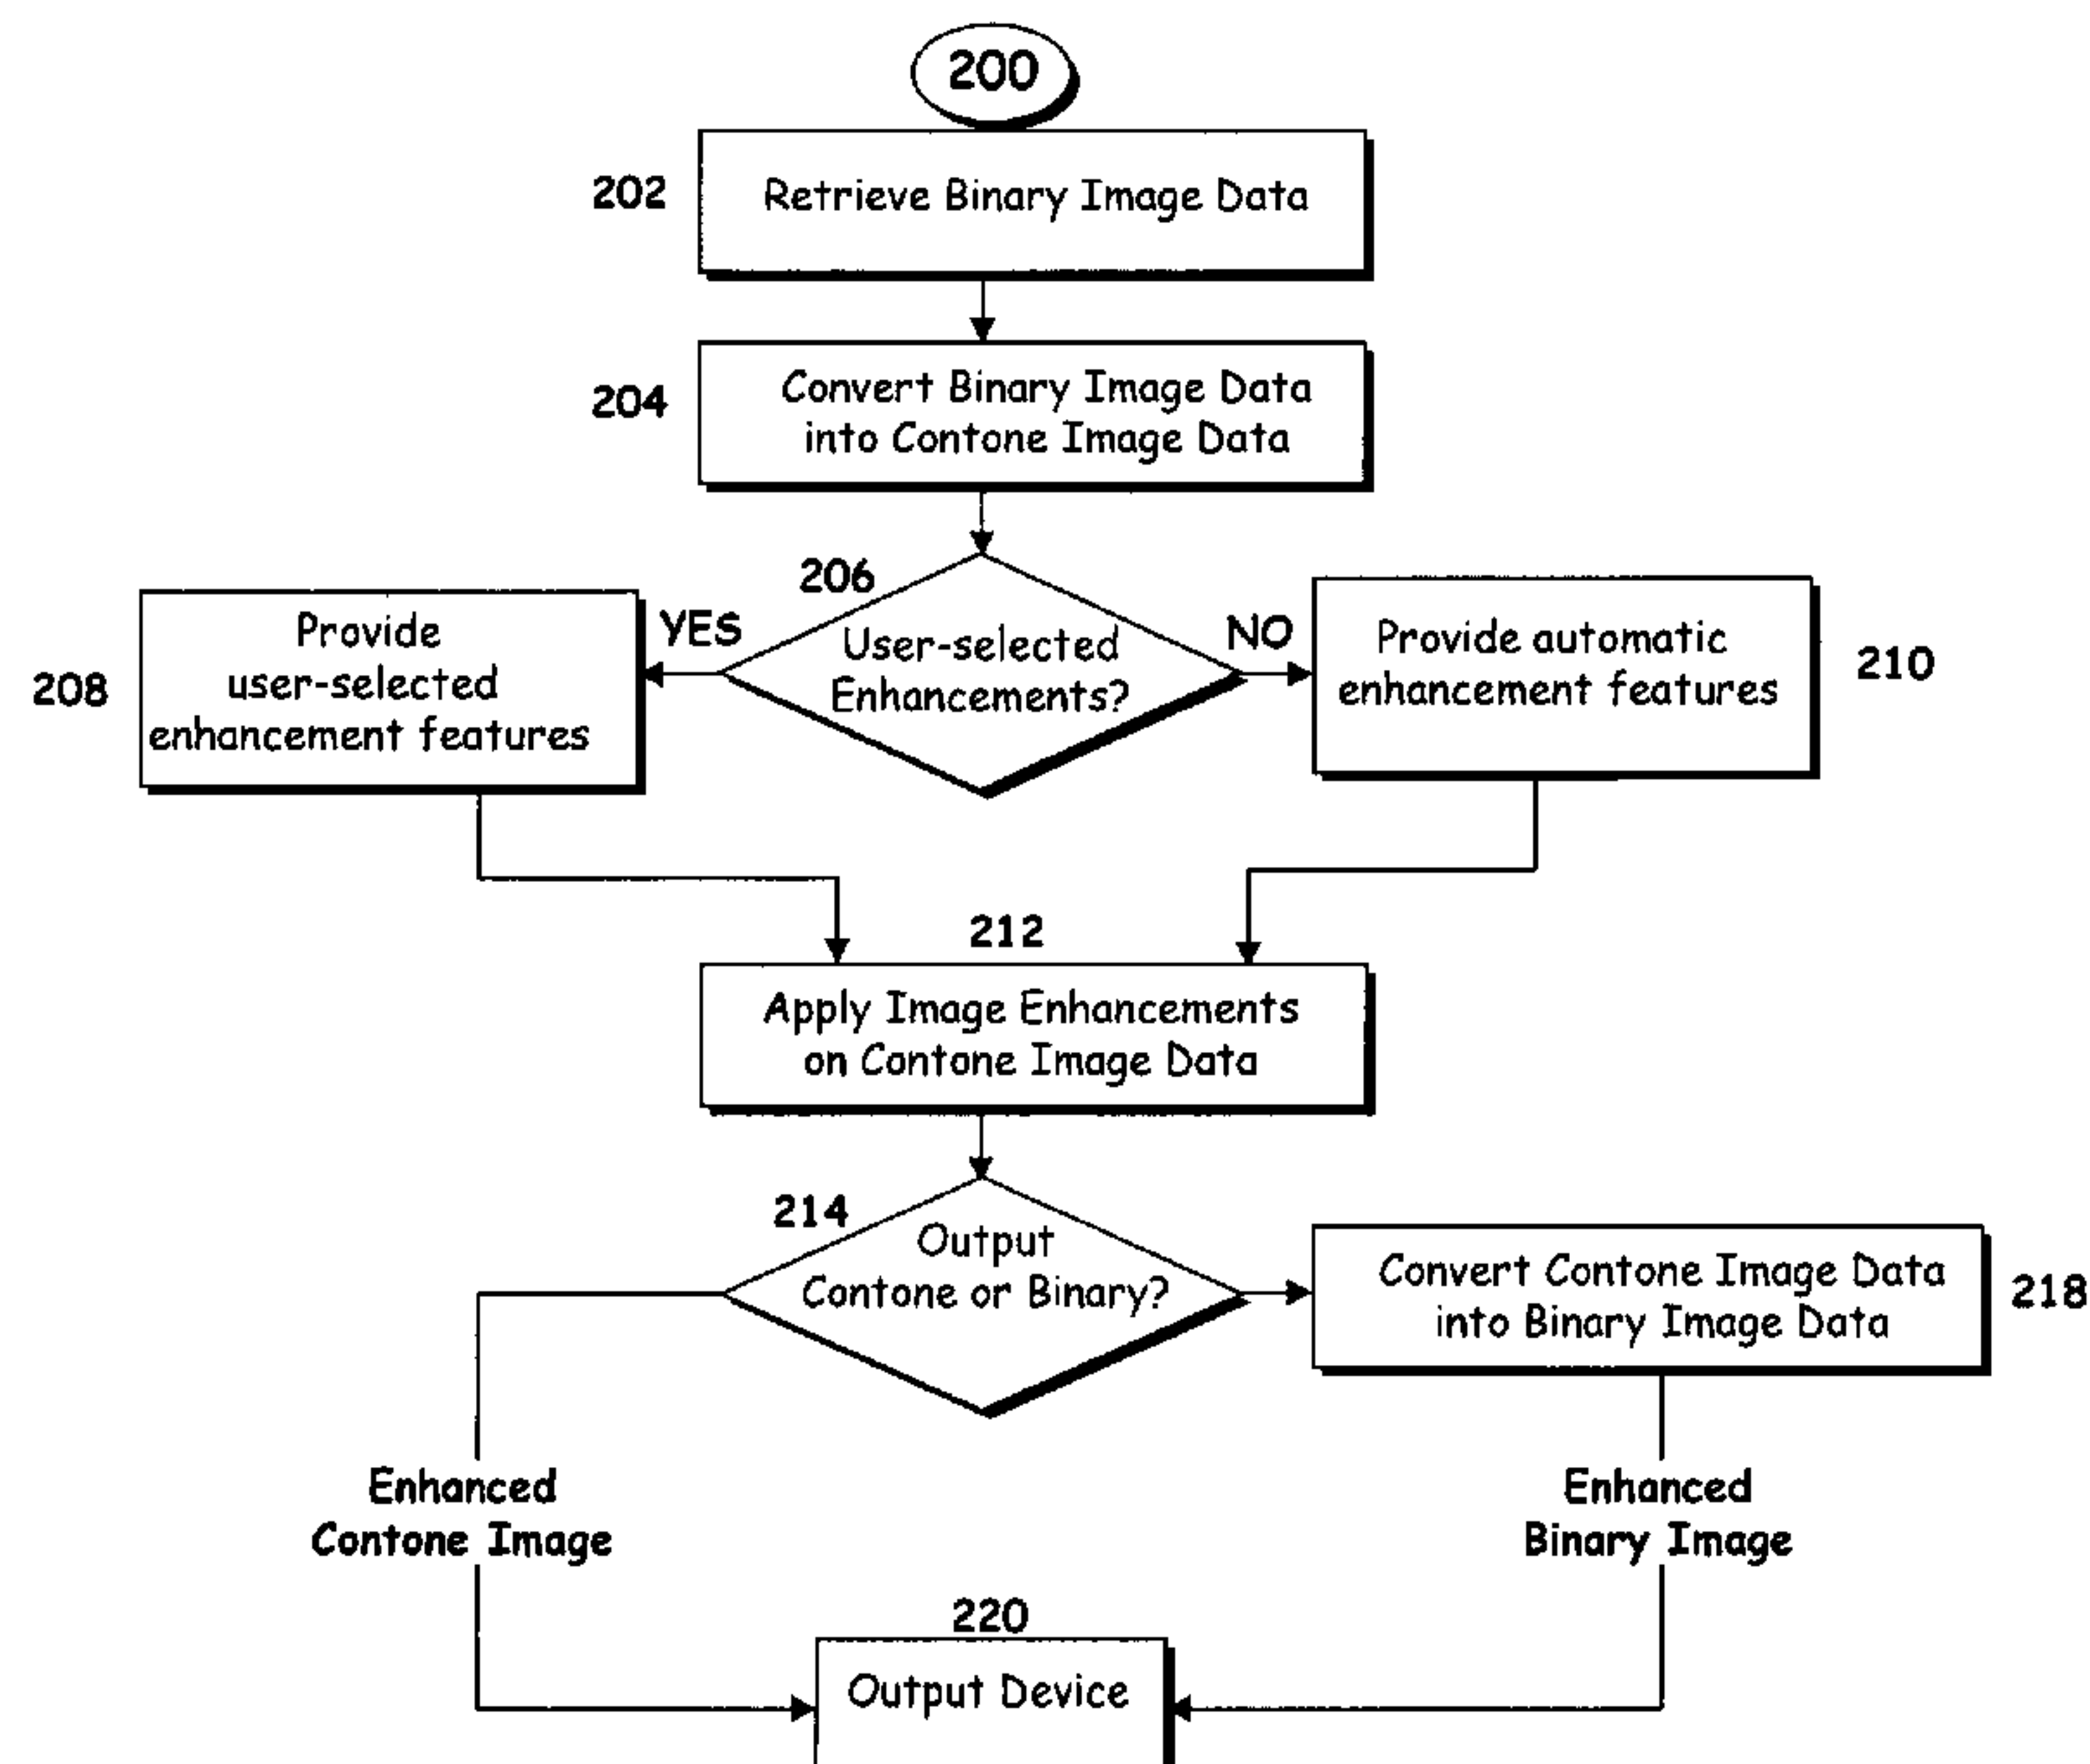 200
202
Retrieve Binary Image Data
204
Convert Binary Image Data
into Contone Image Data
206
User-selected
Enhancements?
YES
NO
208
Provide
user-selected
enhancement features
Provide automatic
enhancement features
210
212
Apply Image Enhancements
on Contone Image Data
214
Output
Contone or Binary?
Convert Contone Image Data
into Binary Image Data
218
Enhanced
Contone Image
Enhanced
Binary Image
220
Output Device